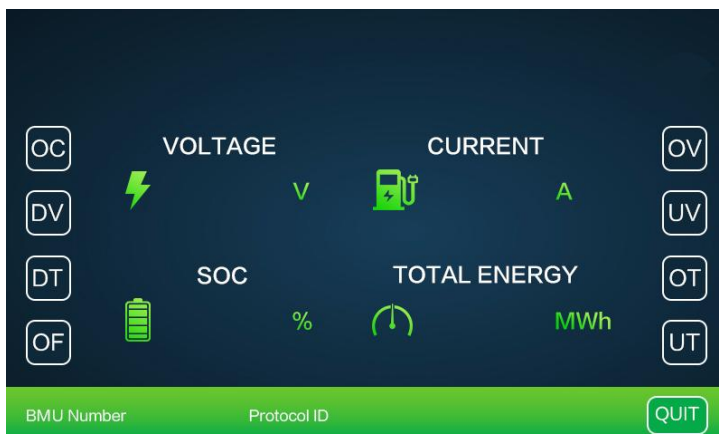 OC VOLTAGE CURRENT OV
V A
DV UV
DT SOC TOTAL ENERGY OT
% MWh
OF UT
BMU Number Protocol ID QUIT